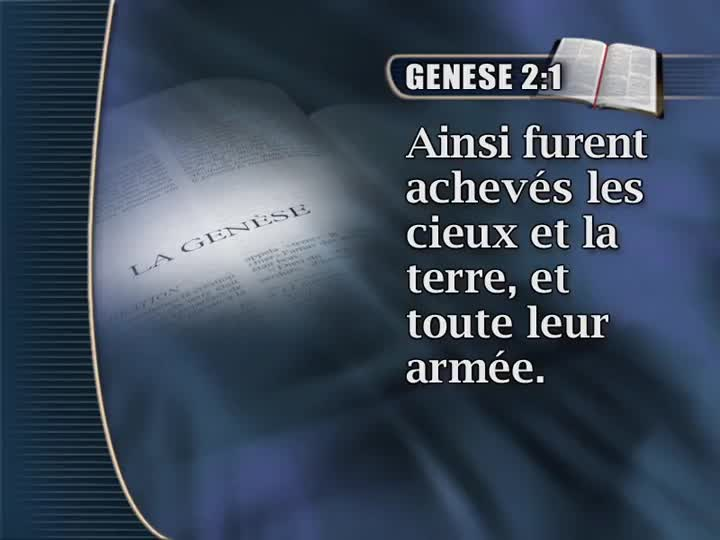 GENESE 2:1
Ainsi furent
achevés les
cieux et la
terre, et
toute leur
armée.
LA GENÈSE